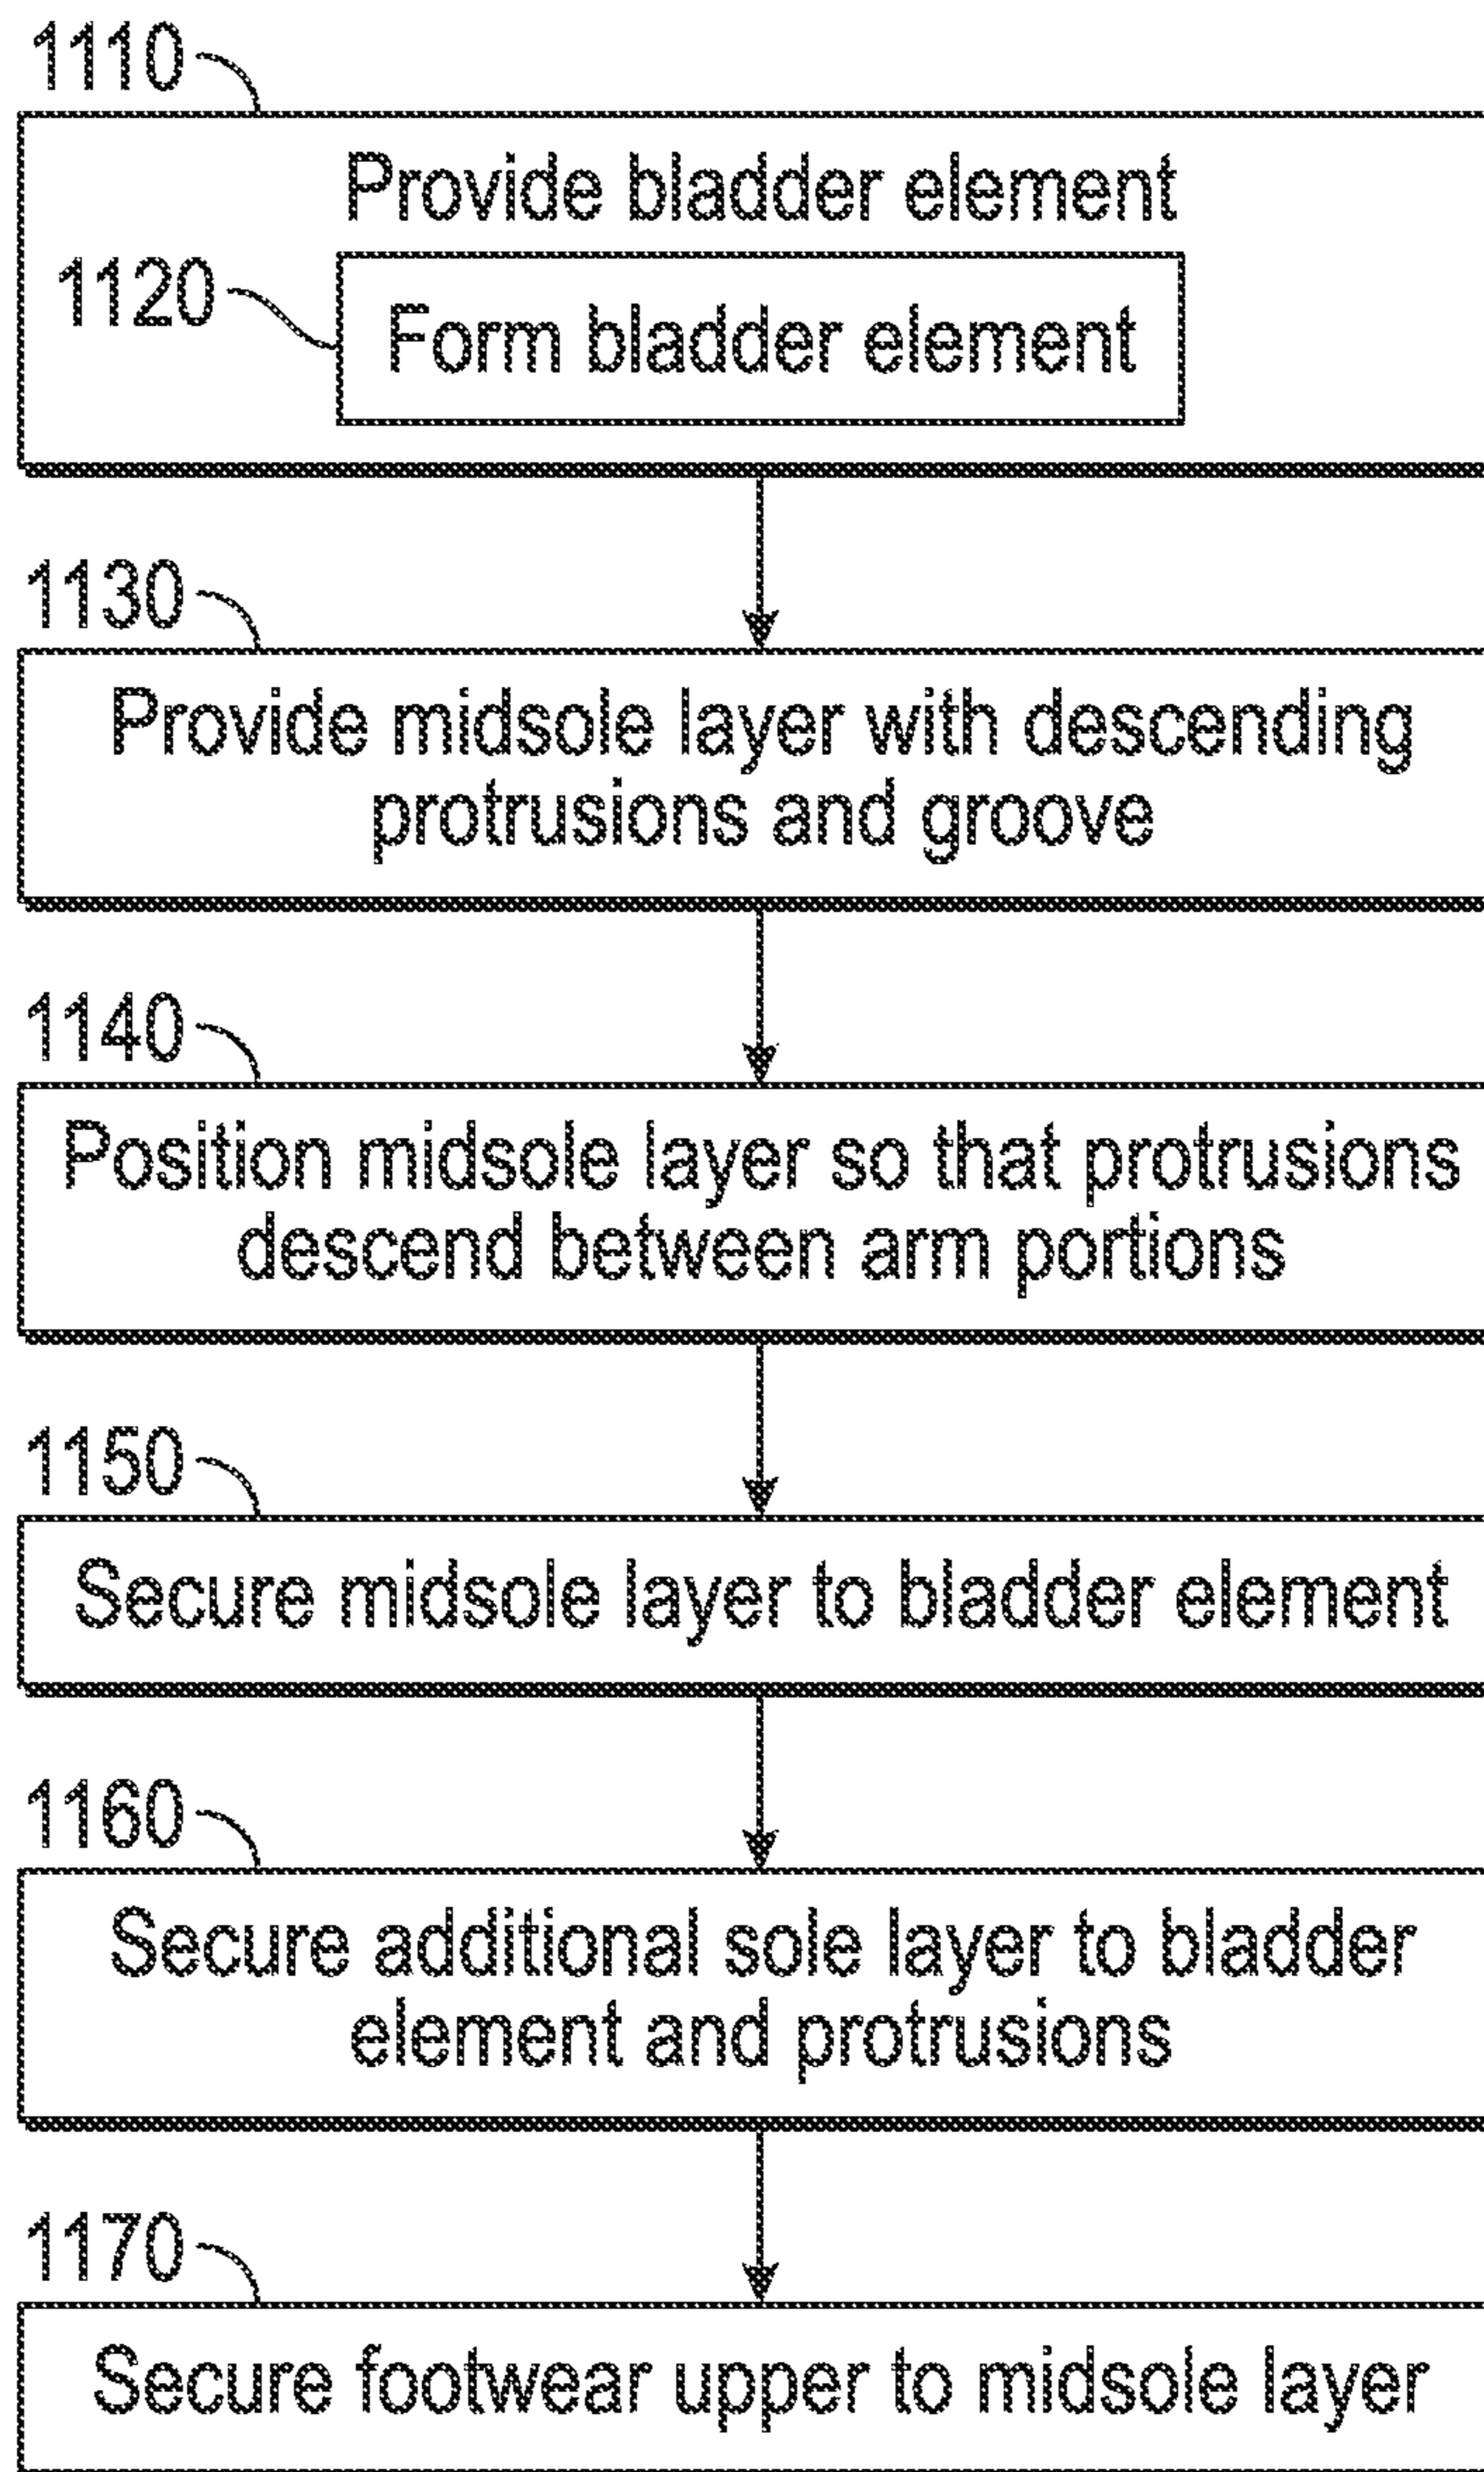 1110
Provide bladder element
1120
Form bladder element
1130
Provide midsole layer with descending
protrusions and groove
1140
Position midsole layer so that protrusions
descend between arm portions
1150
Secure midsole layer to bladder element
1160
Secure additional sole layer to bladder
element and protrusions
1170
Secure footwear upper to midsole layer